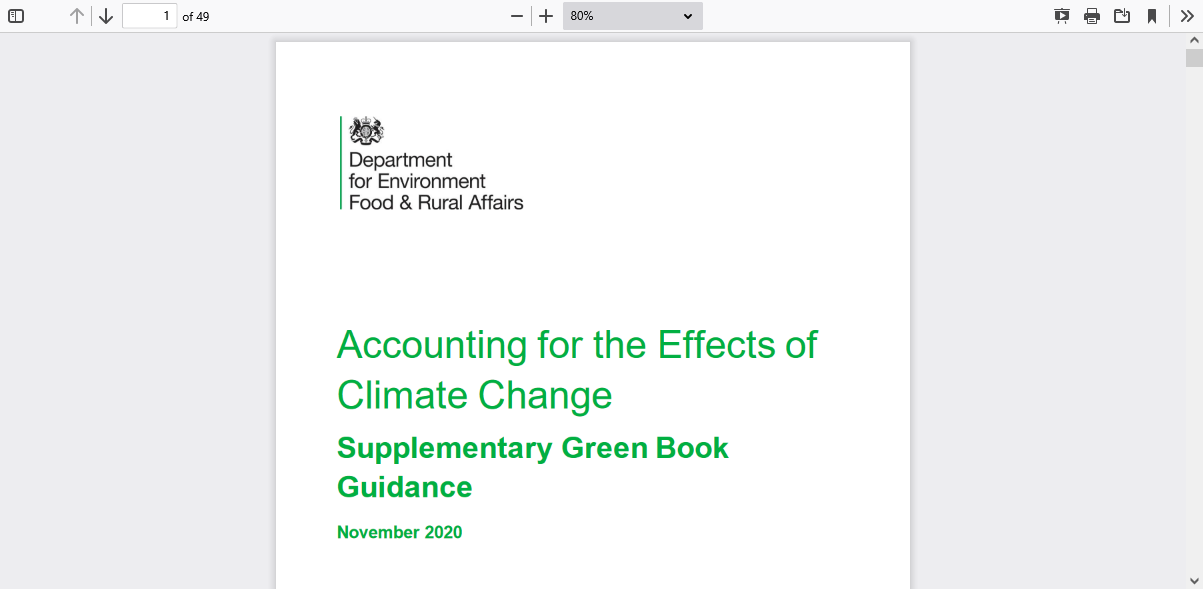 1 of 49
80%
Department
for Environment
Food & Rural Affairs
Accounting for the Effects of
Climate Change
Supplementary Green Book
Guidance
November 2020